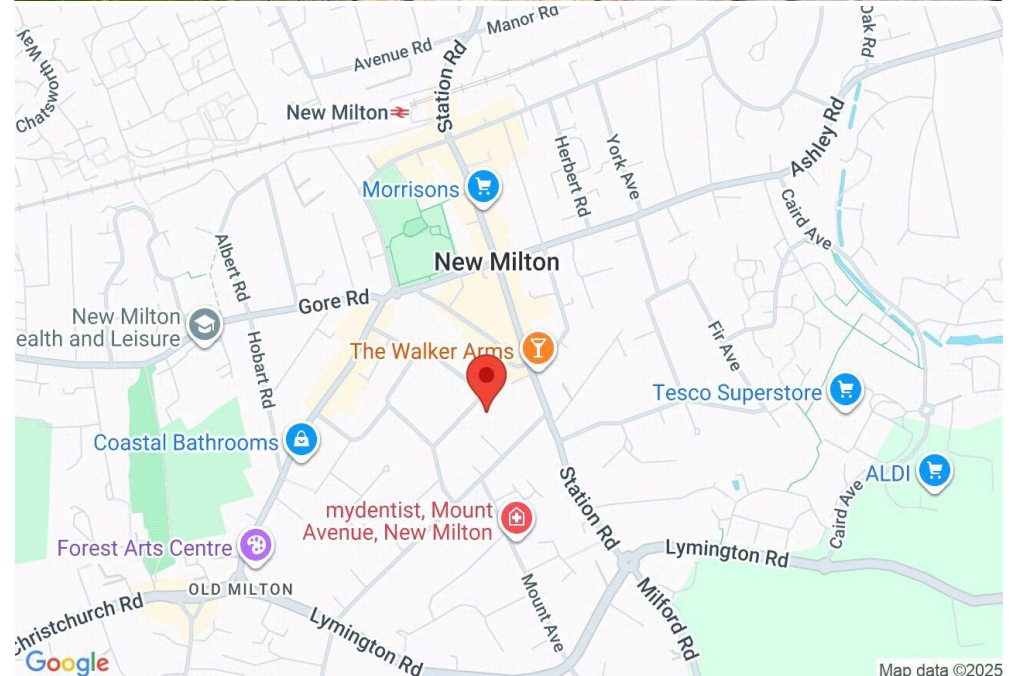 Manor Rd
Oak Rd
Chatsworth Way
Avenue Rd
Station Rd
New Milton
Ashley Rd
Herbert Rd
York Ave
Morrisons
Caird Ave
Albert Rd
New Milton
Gore Rd
New Milton
ealth and Leisure
Hobart Rd
Fir Ave
The Walker Arms
Tesco Superstore
Coastal Bathrooms
ALDI
Station Rd
Caird Ave
mydentist, Mount
Avenue, New Milton
Forest Arts Centre
Lymington Rd
OLD MILTON
Mount Ave
Milford Rd
Christchurch Rd
Lymington Rd
Google
Map data ©2025